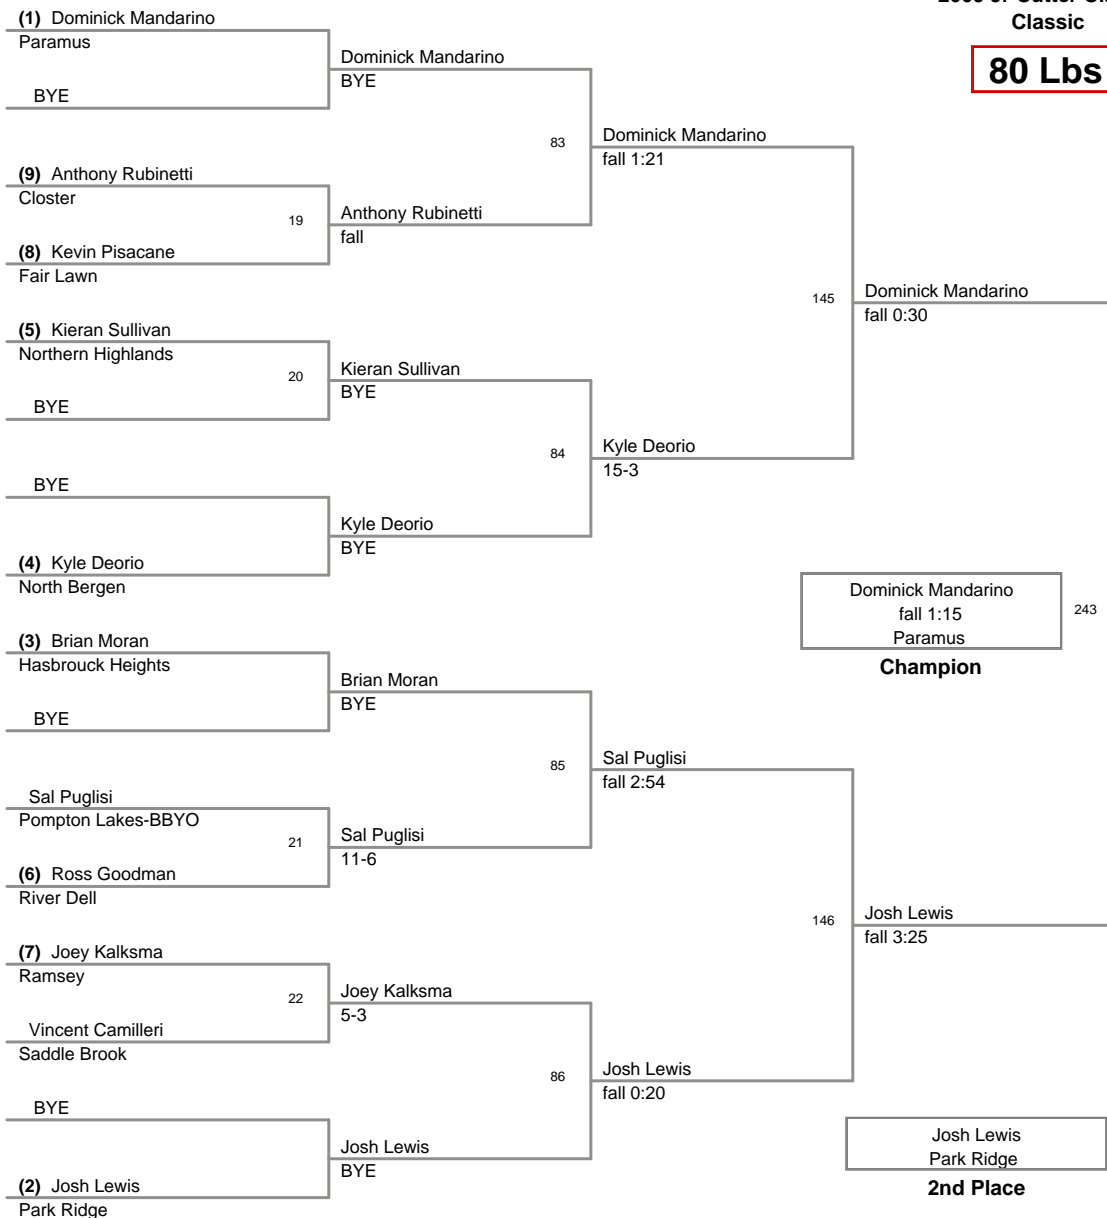 (1) Dominick Mandarino
Paramus
BYE
(9) Anthony Rubinetti
Closter
19
(8) Kevin Pisacane
Fair Lawn
(5) Kieran Sullivan
Northern Highlands
20
BYE
BYE
(4) Kyle Deorio
North Bergen
(3) Brian Moran
Hasbrouck Heights
BYE
Sal Puglisi
Pompton Lakes-BBYO
21
(6) Ross Goodman
River Dell
(7) Joey Kalksma
Ramsey
22
Vincent Camilleri
Saddle Brook
BYE
(2) Josh Lewis
Park Ridge
Dominick Mandarino
BYE
83
Anthony Rubinetti
fall
Kieran Sullivan
BYE
84
Kyle Deorio
BYE
Brian Moran
BYE
85
Sal Puglisi
11-6
Joey Kalksma
5-3
86
Josh Lewis
BYE
Dominick Mandarino
fall 1:21
145
Kyle Deorio
15-3
Sal Puglisi
fall 2:54
146
Josh Lewis
fall 0:20
Classic
80 Lbs
Dominick Mandarino
fall 0:30
Dominick Mandarino
fall 1:15
Paramus
243
Champion
Josh Lewis
fall 3:25
Josh Lewis
Park Ridge
2nd Place